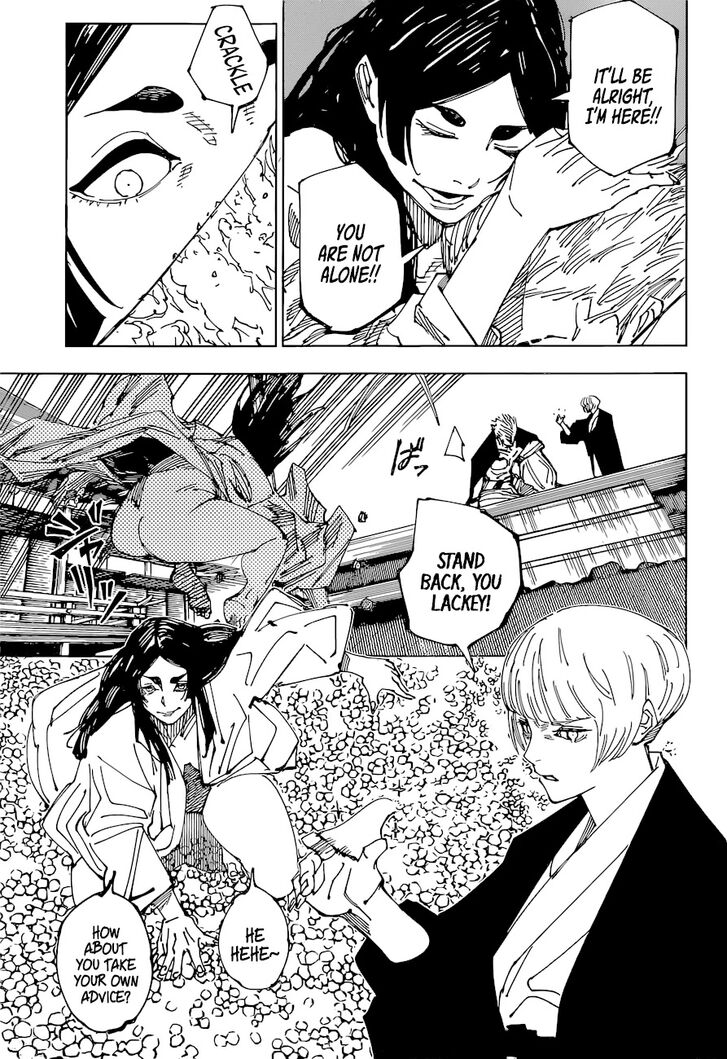 IT'LL BE
ALRIGHT,
I'M HERE!!
YOU
ARE NOT
ALONE!!
CRACKLE
ばっ
STAND
BACK, YOU
LACKEY!
HE
HEHE~
HOW
ABOUT
YOU TAKE
YOUR OWN
ADVICE?